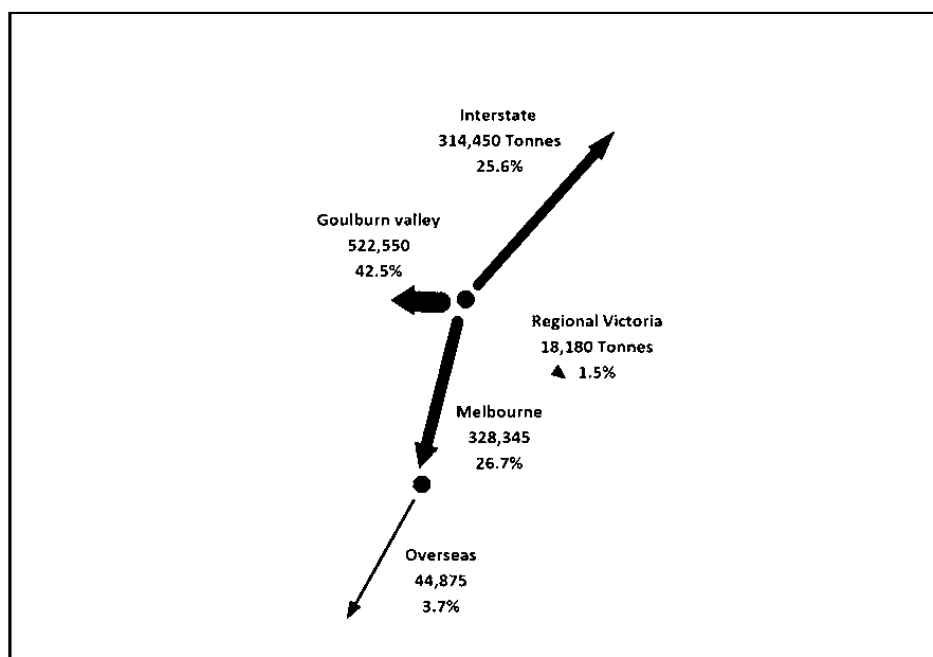 Interstate
314,450 Tonnes
25.6%
Goulburn valley
522,550
42.5%
Regional Victoria
18,180 Tonnes
1.5%
Melbourne
328,345
26.7%
Overseas
44,875
3.7%